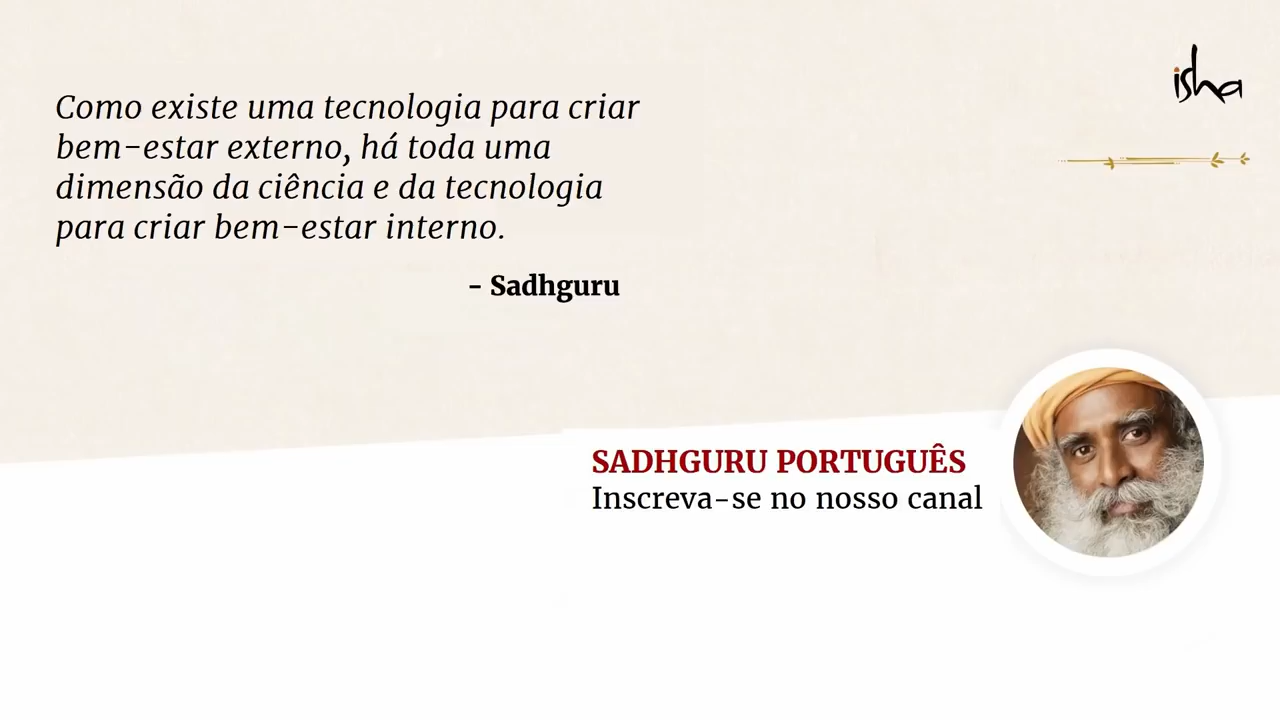 Como existe uma tecnologia para criar
bem-estar externo, há toda uma
dimensão da ciência e da tecnologia
para criar bem-estar interno.
- Sadhguru
isha
SADHGURU PORTUGUÊS
Inscreva-se no nosso canal